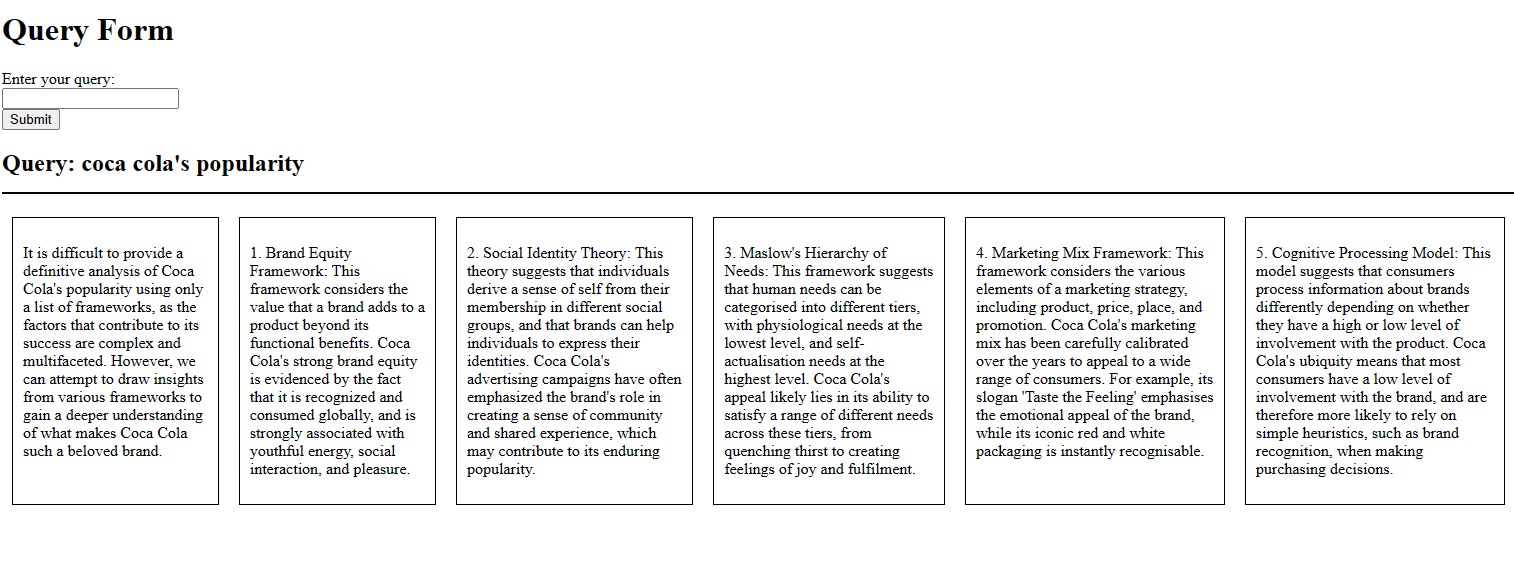 Query Form
Enter your query:
Submit
Query: coca cola's popularity
It is difficult to provide a
definitive analysis of Coca
Cola's popularity using only
a list of frameworks, as the
factors that contribute to its
success are complex and
multifaceted. However, we
can attempt to draw insights
from various frameworks to
gain a deeper understanding
of what makes Coca Cola
such a beloved brand.
1. Brand Equity
Framework: This
framework considers the
value that a brand adds to a
product beyond its
functional benefits. Coca
Cola's strong brand equity
is evidenced by the fact
that it is recognized and
consumed globally, and is
strongly associated with
youthful energy, social
interaction, and pleasure.
2. Social Identity Theory: This
theory suggests that individuals
derive a sense of self from their
membership in different social
groups, and that brands can help
individuals to express their
identities. Coca Cola's
advertising campaigns have often
emphasized the brand's role in
creating a sense of community
and shared experience, which
may contribute to its enduring
popularity.
3. Maslow's Hierarchy of
Needs: This framework suggests
that human needs can be
categorised into different tiers,
with physiological needs at the
lowest level, and self-
actualisation needs at the
highest level. Coca Cola's
appeal likely lies in its ability to
satisfy a range of different needs
across these tiers, from
quenching thirst to creating
feelings of joy and fulfilment.
4. Marketing Mix Framework: This
framework considers the various
elements of a marketing strategy,
including product, price, place, and
promotion. Coca Cola's marketing
mix has been carefully calibrated
over the years to appeal to a wide
range of consumers. For example, its
slogan 'Taste the Feeling' emphasises
the emotional appeal of the brand,
while its iconic red and white
packaging is instantly recognisable.
5. Cognitive Processing Model: This
model suggests that consumers
process information about brands
differently depending on whether
they have a high or low level of
involvement with the product. Coca
Cola's ubiquity means that most
consumers have a low level of
involvement with the brand, and are
therefore more likely to rely on
simple heuristics, such as brand
recognition, when making
purchasing decisions.